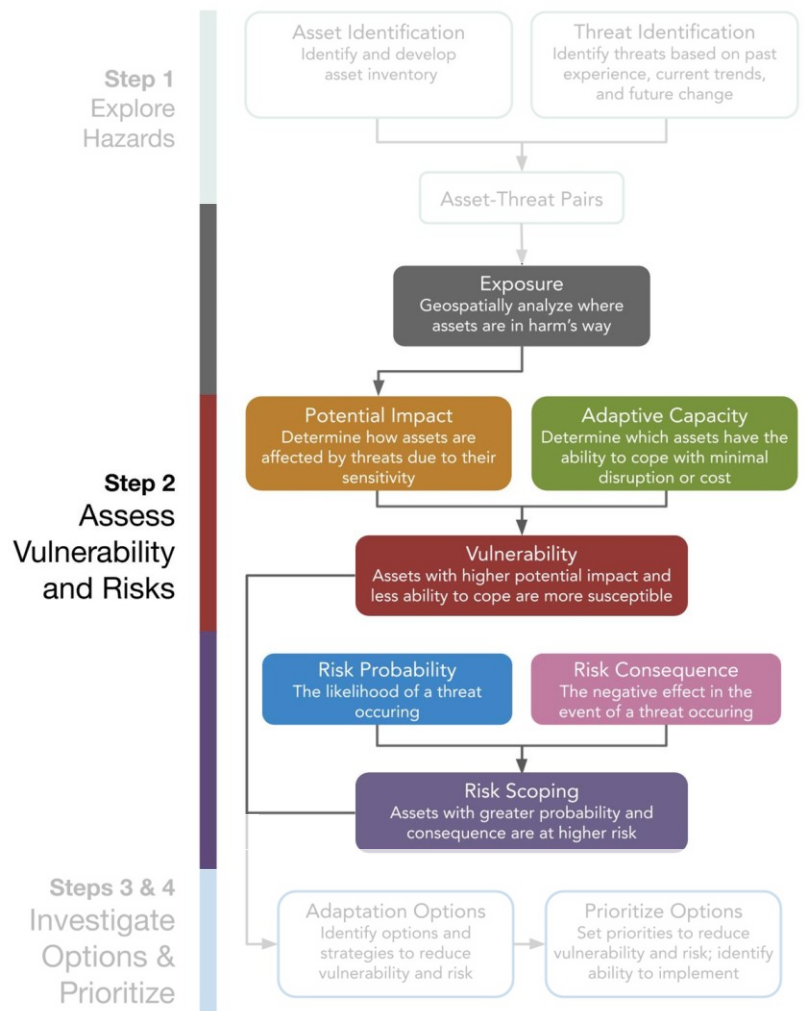 Step 1
Explore
Hazards
Asset Identification
Identify and develop
asset inventory
Threat Identification
Identify threats based on past
experience, current trends,
and future change
Asset-Threat Pairs
Step 2
Assess
Vulnerability
and Risks
Exposure
Geospatially analyze where
assets are in harm's way
Potential Impact
Determine how assets are
affected by threats due to their
sensitivity
Adaptive Capacity
Determine which assets have the
ability to cope with minimal
disruption or cost
Vulnerability
Assets with higher potential impact and
less ability to cope are more susceptible
Risk Probability
The likelihood of a threat
occuring
Risk Consequence
The negative effect in the
event of a threat occuring
Risk Scoping
Assets with greater probability and
consequence are at higher risk
Steps 3 & 4
Investigate
Options &
Prioritize
Adaptation Options
Identify options and
strategies to reduce
vulnerability and risk
Prioritize Options
Set priorities to reduce
vulnerability and risk; identify
ability to implement